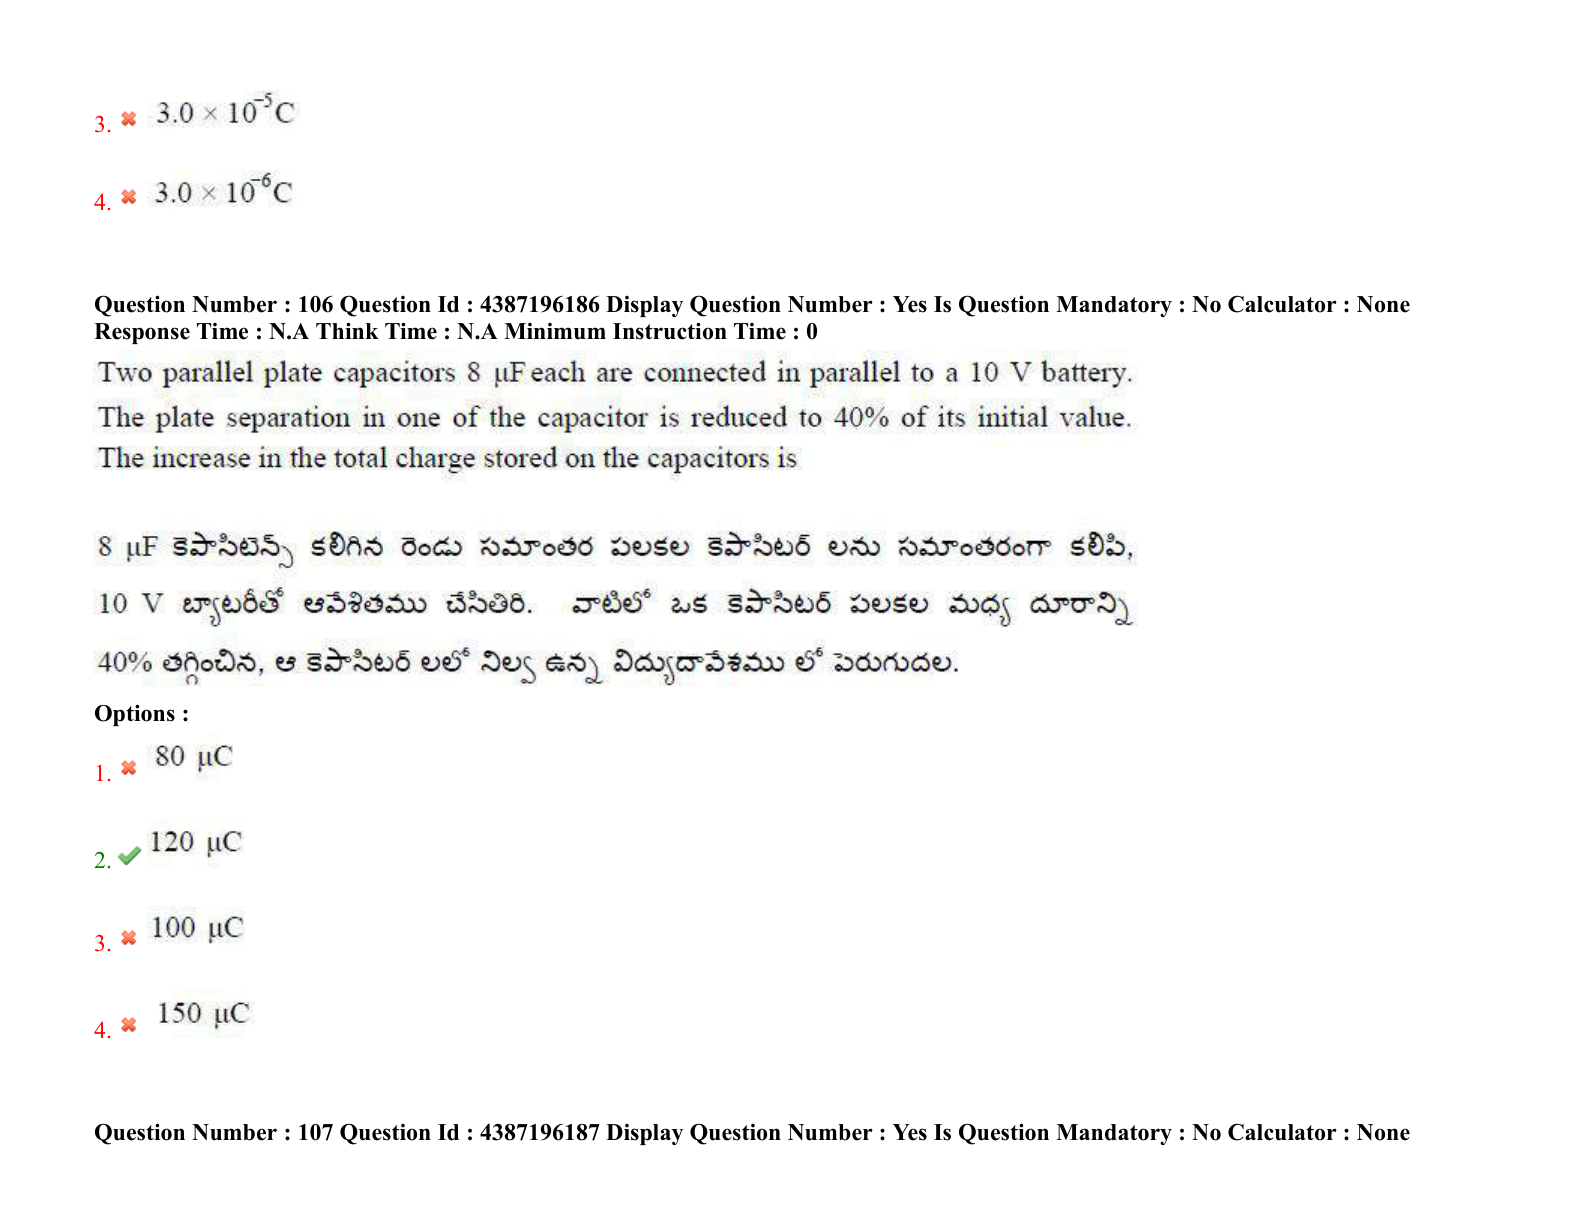 3. 3.0 × 10⁻⁵C
4. 3.0 × 10⁻⁶C
Question Number : 106 Question Id : 4387196186 Display Question Number : Yes Is Question Mandatory : No Calculator : None
Response Time : N.A Think Time : N.A Minimum Instruction Time : 0
Two parallel plate capacitors 8 μF each are connected in parallel to a 10 V battery.
The plate separation in one of the capacitor is reduced to 40% of its initial value.
The increase in the total charge stored on the capacitors is
8 μF కెపాసిటెన్స్ కలిగిన రెండు సమాంతర పలకల కెపాసిటర్ లను సమాంతరంగా కలిపి,
10 V బ్యాటరీతో ఆవేశితము చేసితిరి. వాటిలో ఒక కెపాసిటర్ పలకల మధ్య దూరాన్ని
40% తగ్గించిన, ఆ కెపాసిటర్ లలో నిల్వ ఉన్న విద్యుదావేశము లో పెరుగుదల.
Options :
1. 80 μC
2. 120 μC
3. 100 μC
4. 150 μC
Question Number : 107 Question Id : 4387196187 Display Question Number : Yes Is Question Mandatory : No Calculator : None